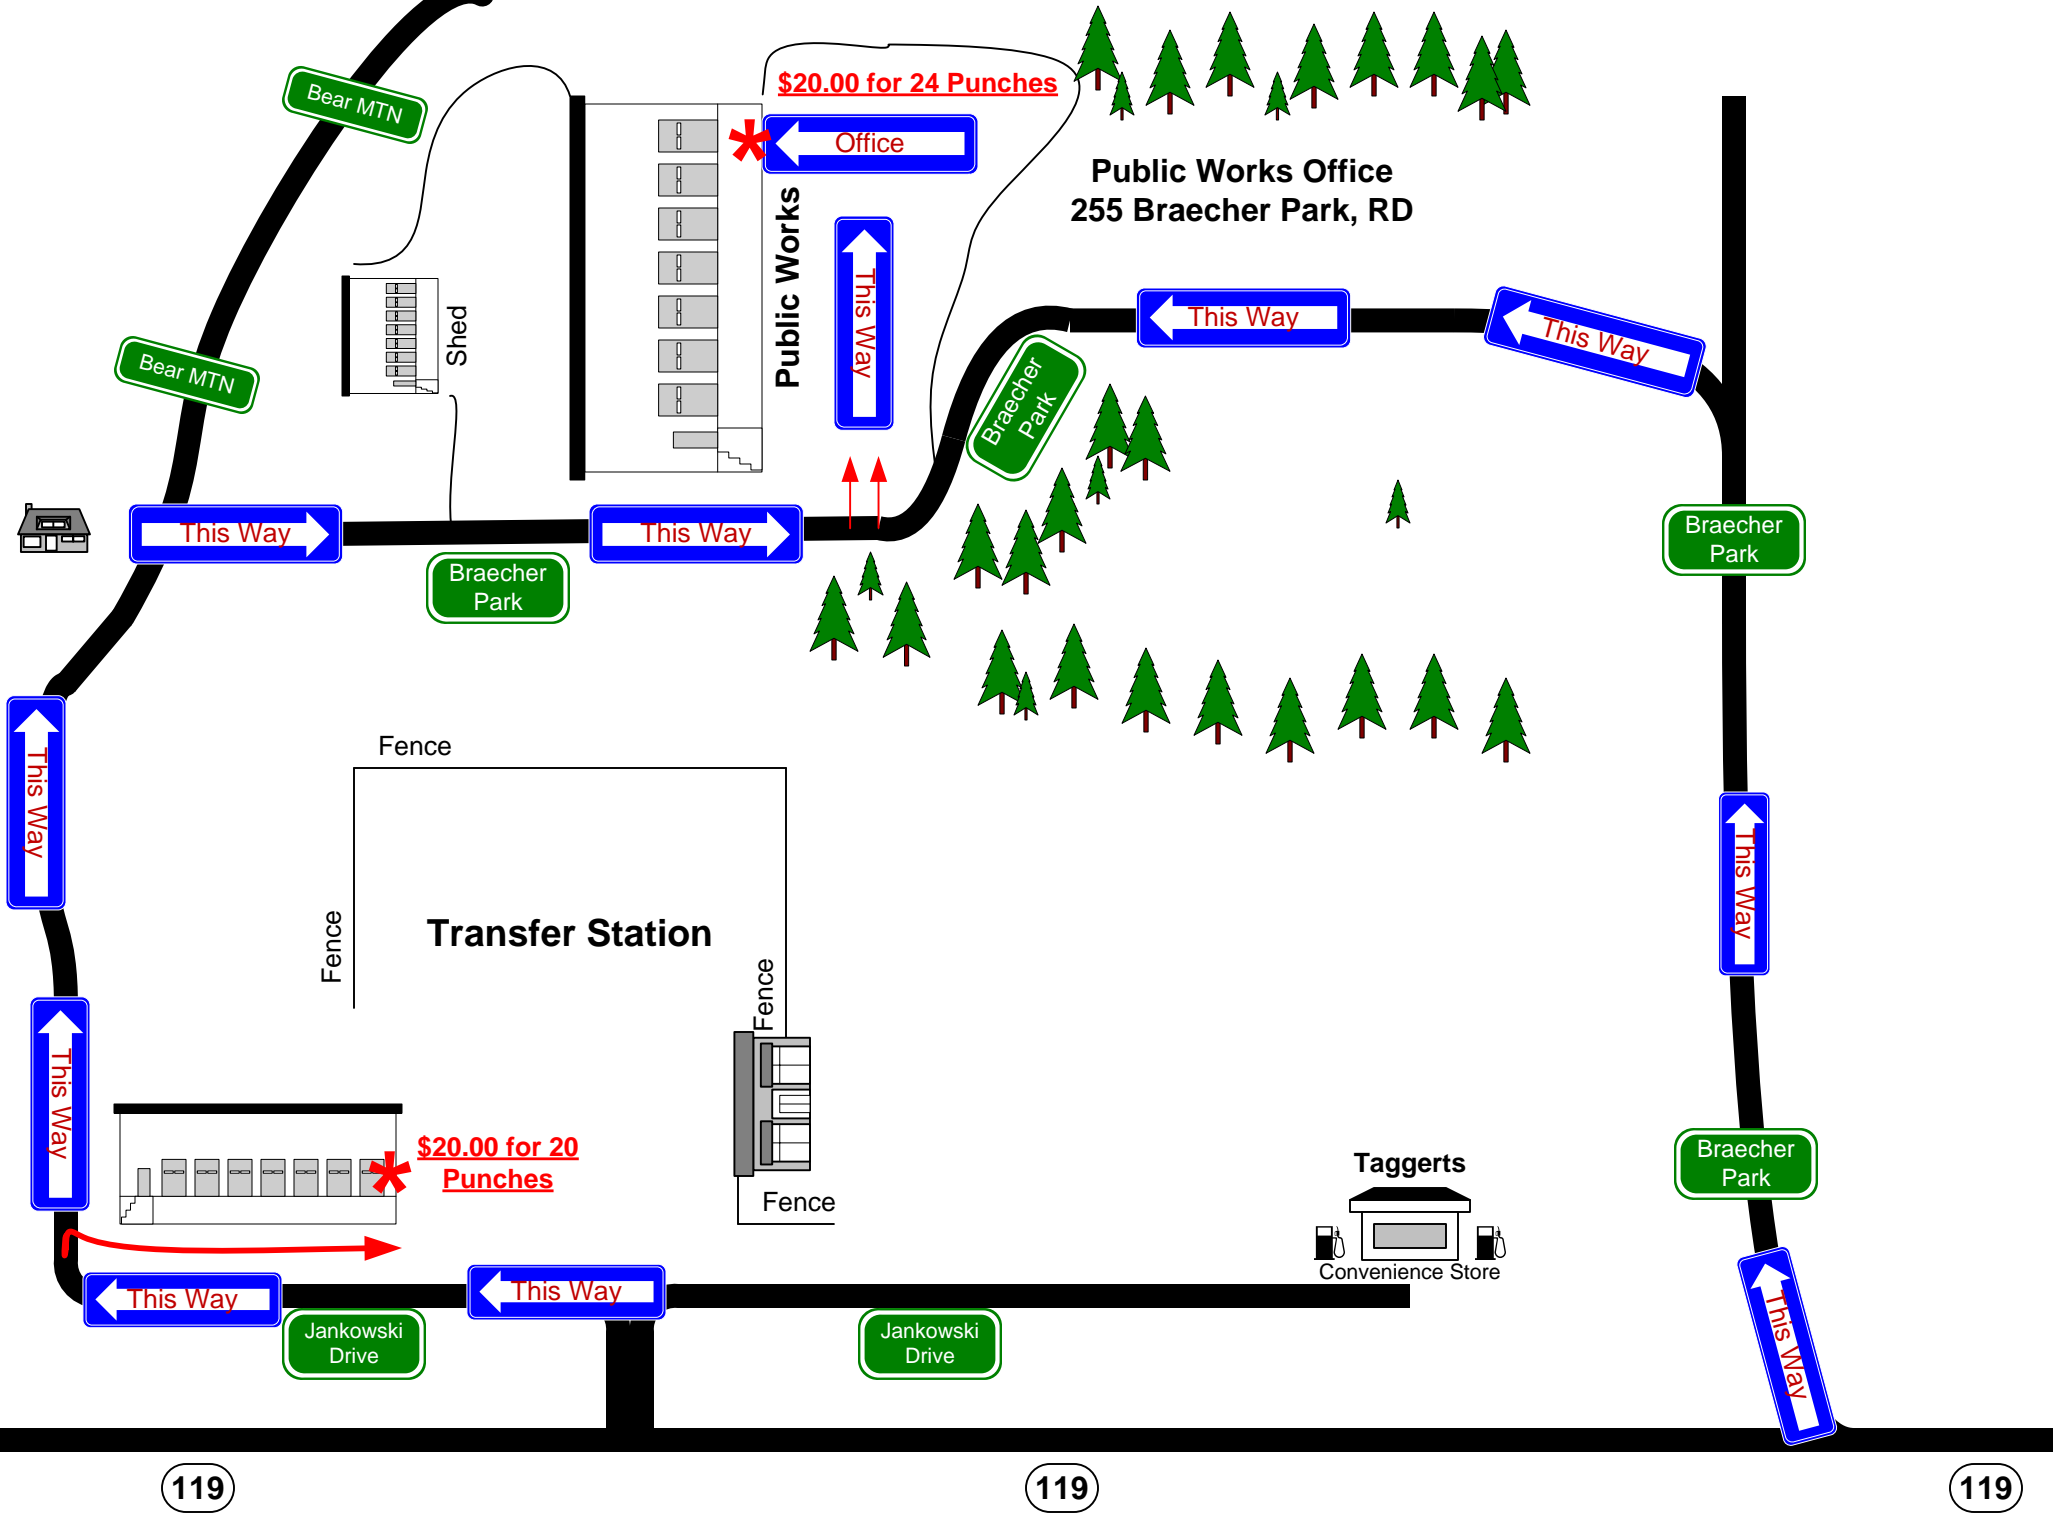 Bear MTN
$20.00 for 24 Punches
Office
Public Works Office
255 Braecher Park, RD
Public Works
This Way
This Way
This Way
Shed
Bear MTN
Braecher
Park
This Way
This Way
Braecher
Park
Braecher
Park
Fence
This Way
This Way
Fence
Transfer Station
Fence
This Way
$20.00 for 20
Punches
Fence
Taggerts
Convenience Store
Braecher
Park
This Way
This Way
This Way
Jankowski
Drive
Jankowski
Drive
119
119
119